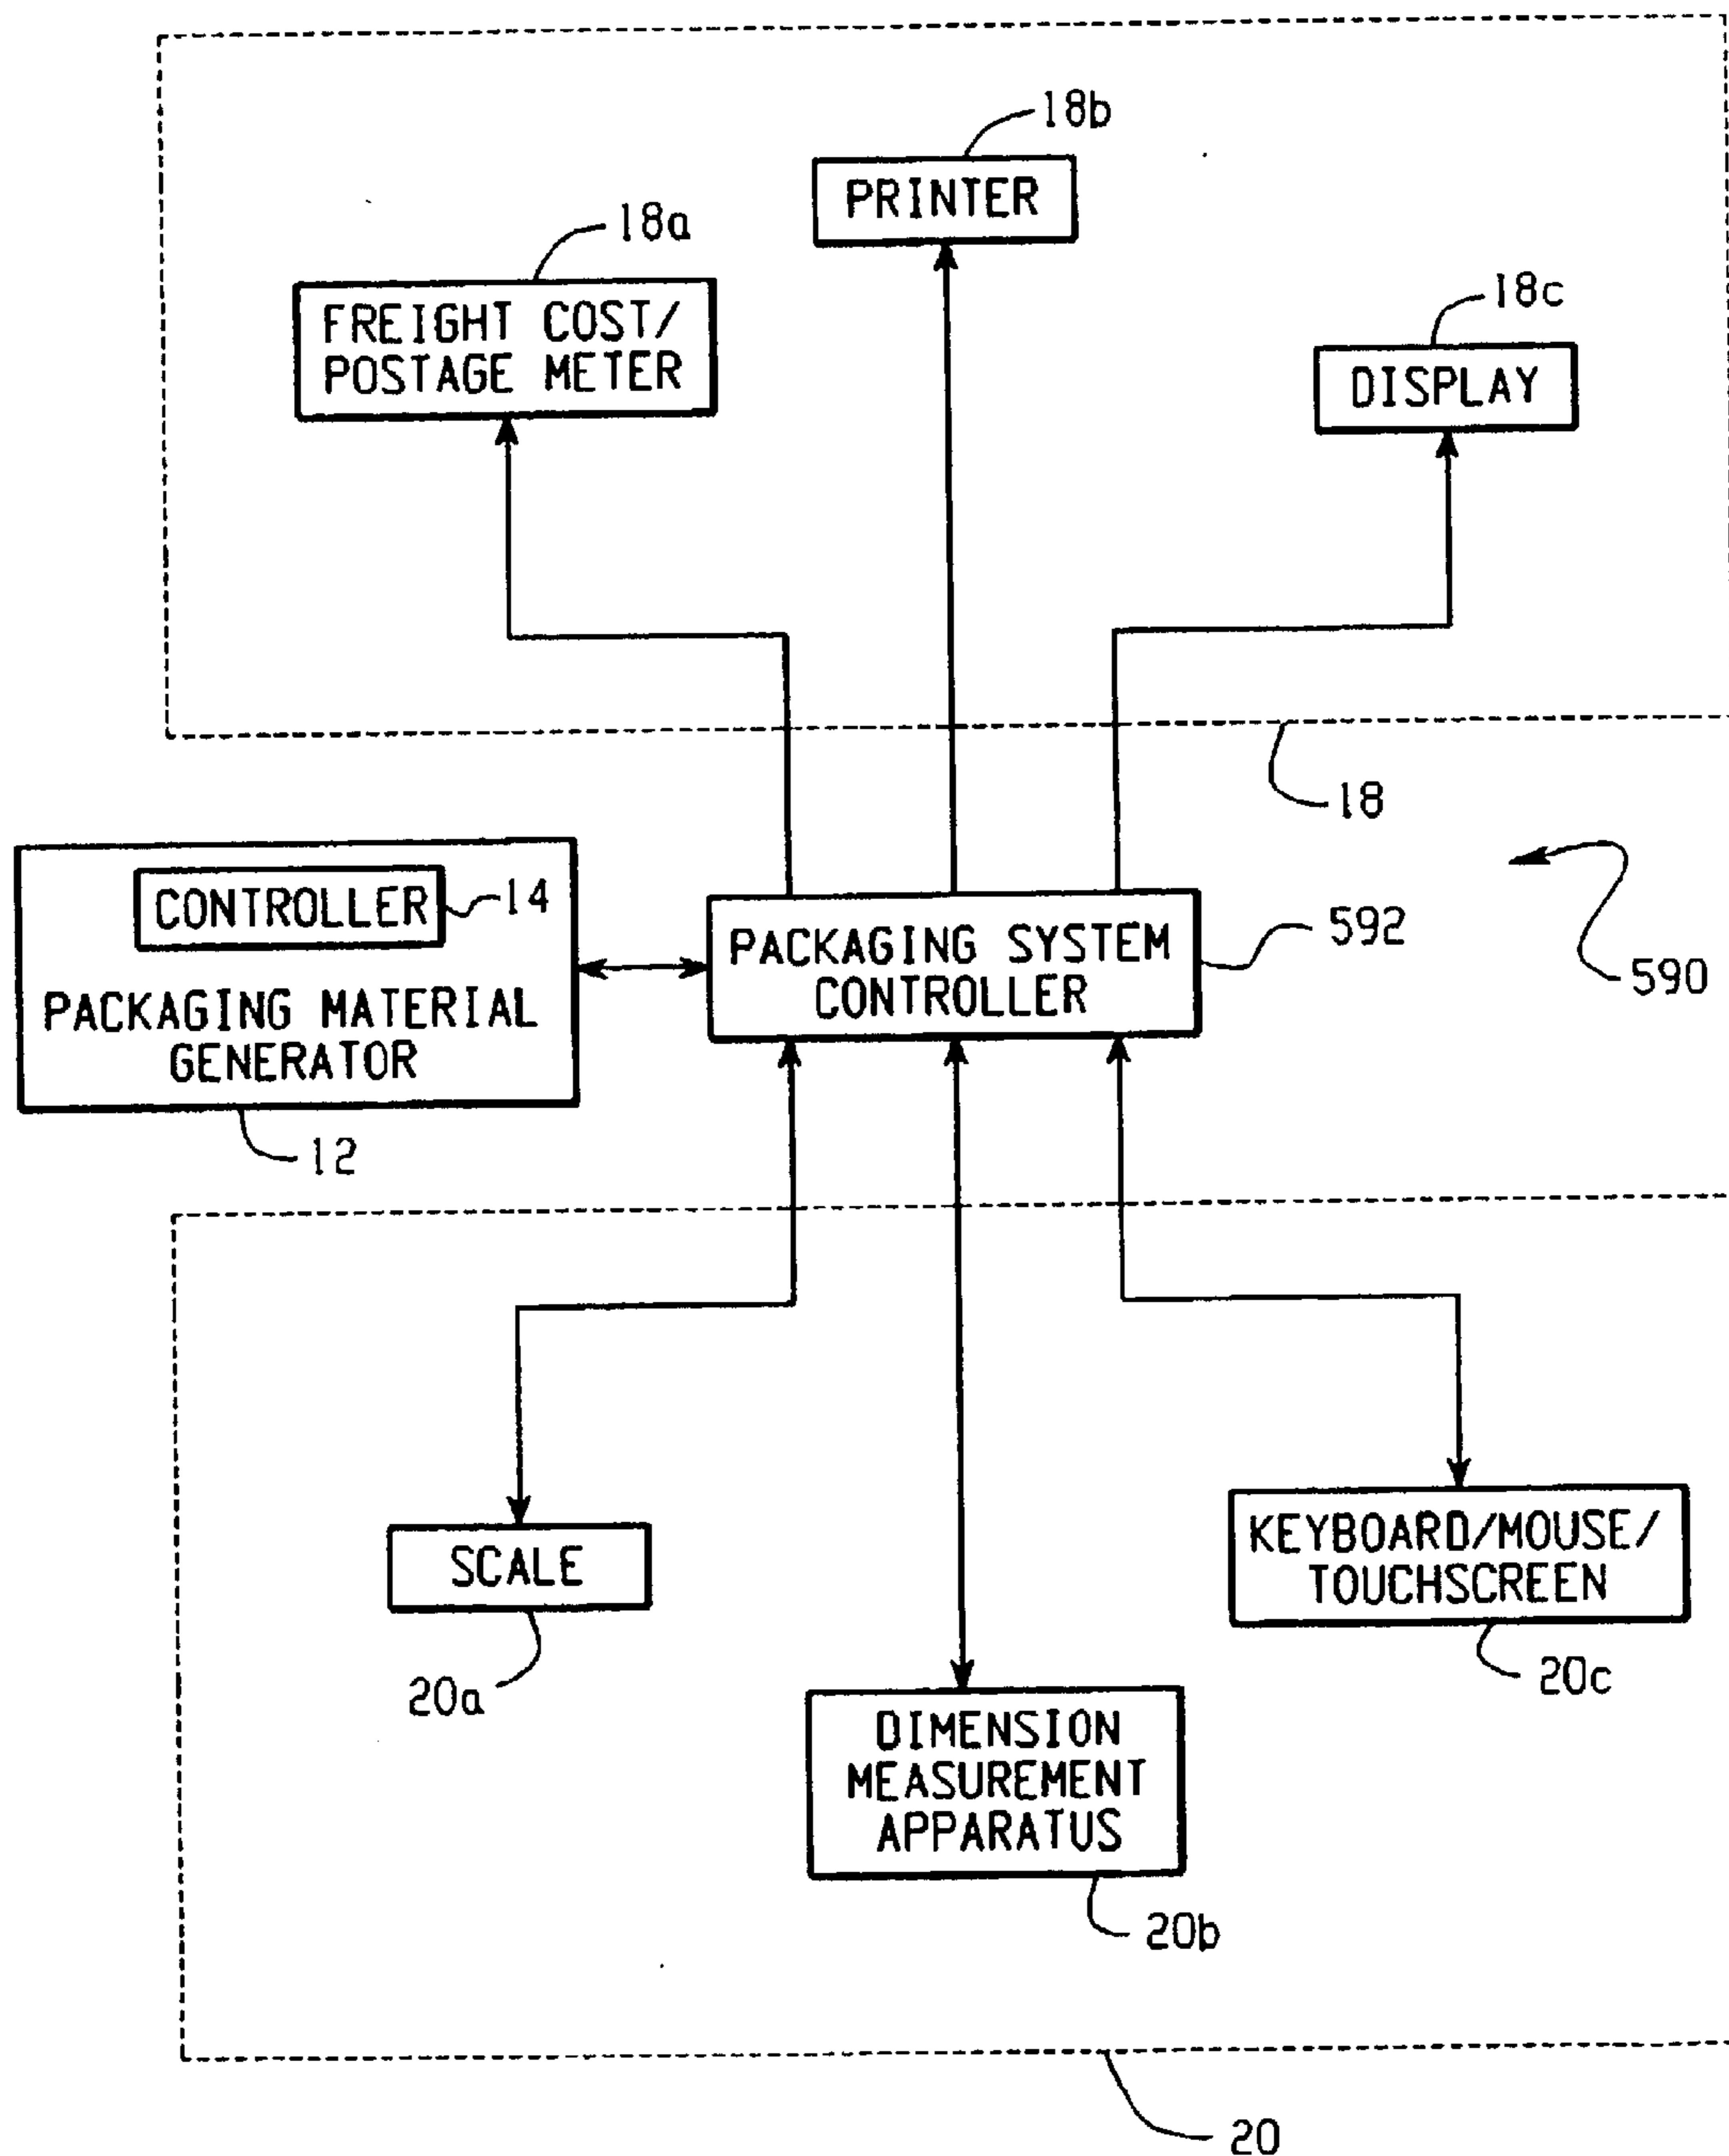 18b
PRINTER
18a
FREIGHT COST/
POSTAGE METER
18c
DISPLAY
18
CONTROLLER
14
PACKAGING MATERIAL
GENERATOR
12
PACKAGING SYSTEM
CONTROLLER
592
590
SCALE
20a
KEYBOARD/MOUSE/
TOUCHSCREEN
20c
DIMENSION
MEASUREMENT
APPARATUS
20b
20